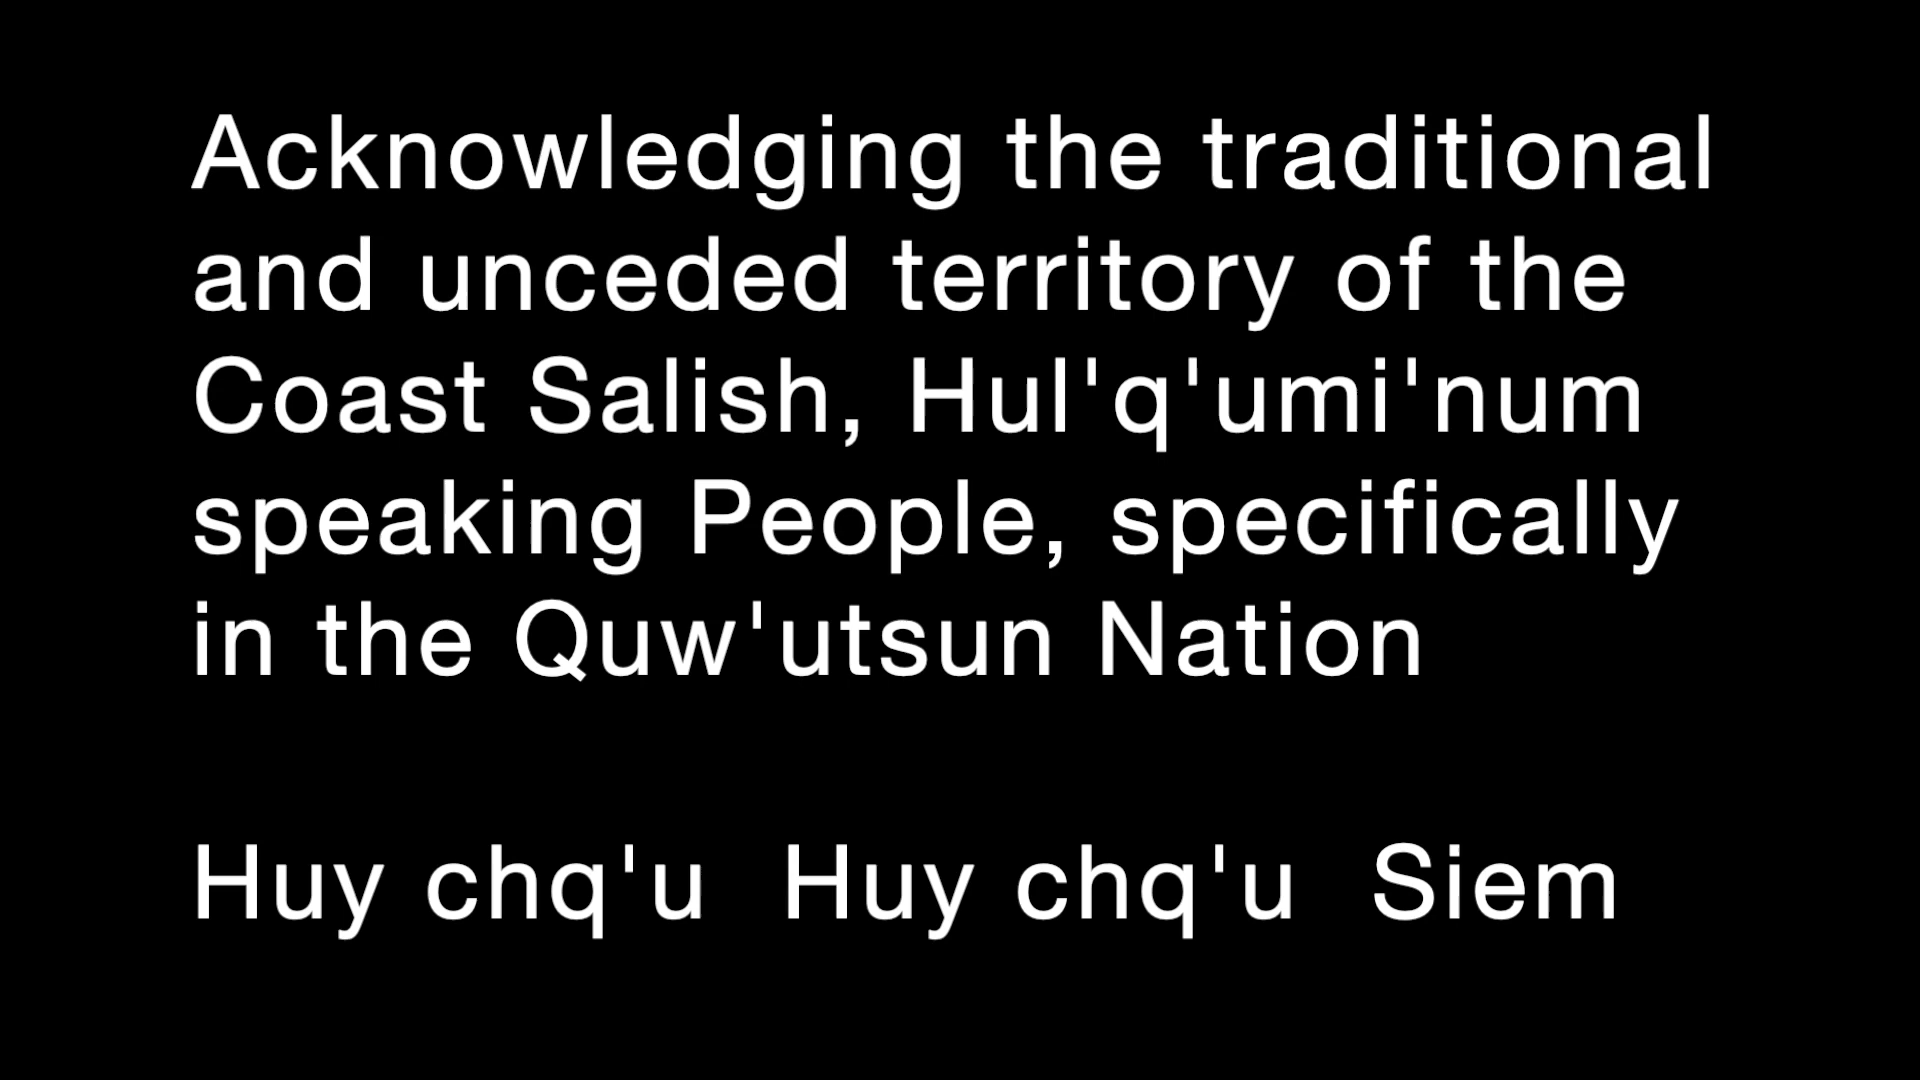 Acknowledging the traditional
and unceded territory of the
Coast Salish, Hul'q'umi'num
speaking People, specifically
in the Quw'utsun Nation
Huy chq'u  Huy chq'u  Siem